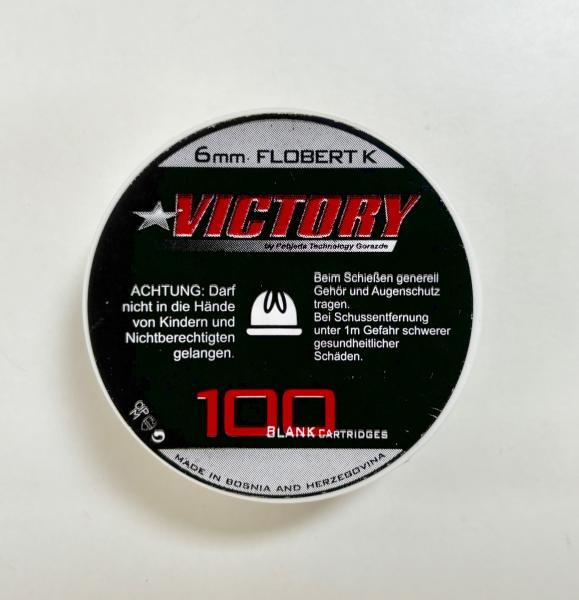 6mm FLOBERT K
VICTORY
by Pobjeda Technology Gorazde
ACHTUNG: Darf
nicht in die Hände
von Kindern und
Nichtberechtigten
gelangen.
Beim Schießen generell
Gehör und Augenschutz
tragen.
Bei Schussentfernung
unter 1m Gefahr schwerer
gesundheitlicher
Schäden.
100
BLANK CARTRIDGES
MADE IN BOSNIA AND HERZEGOVINA